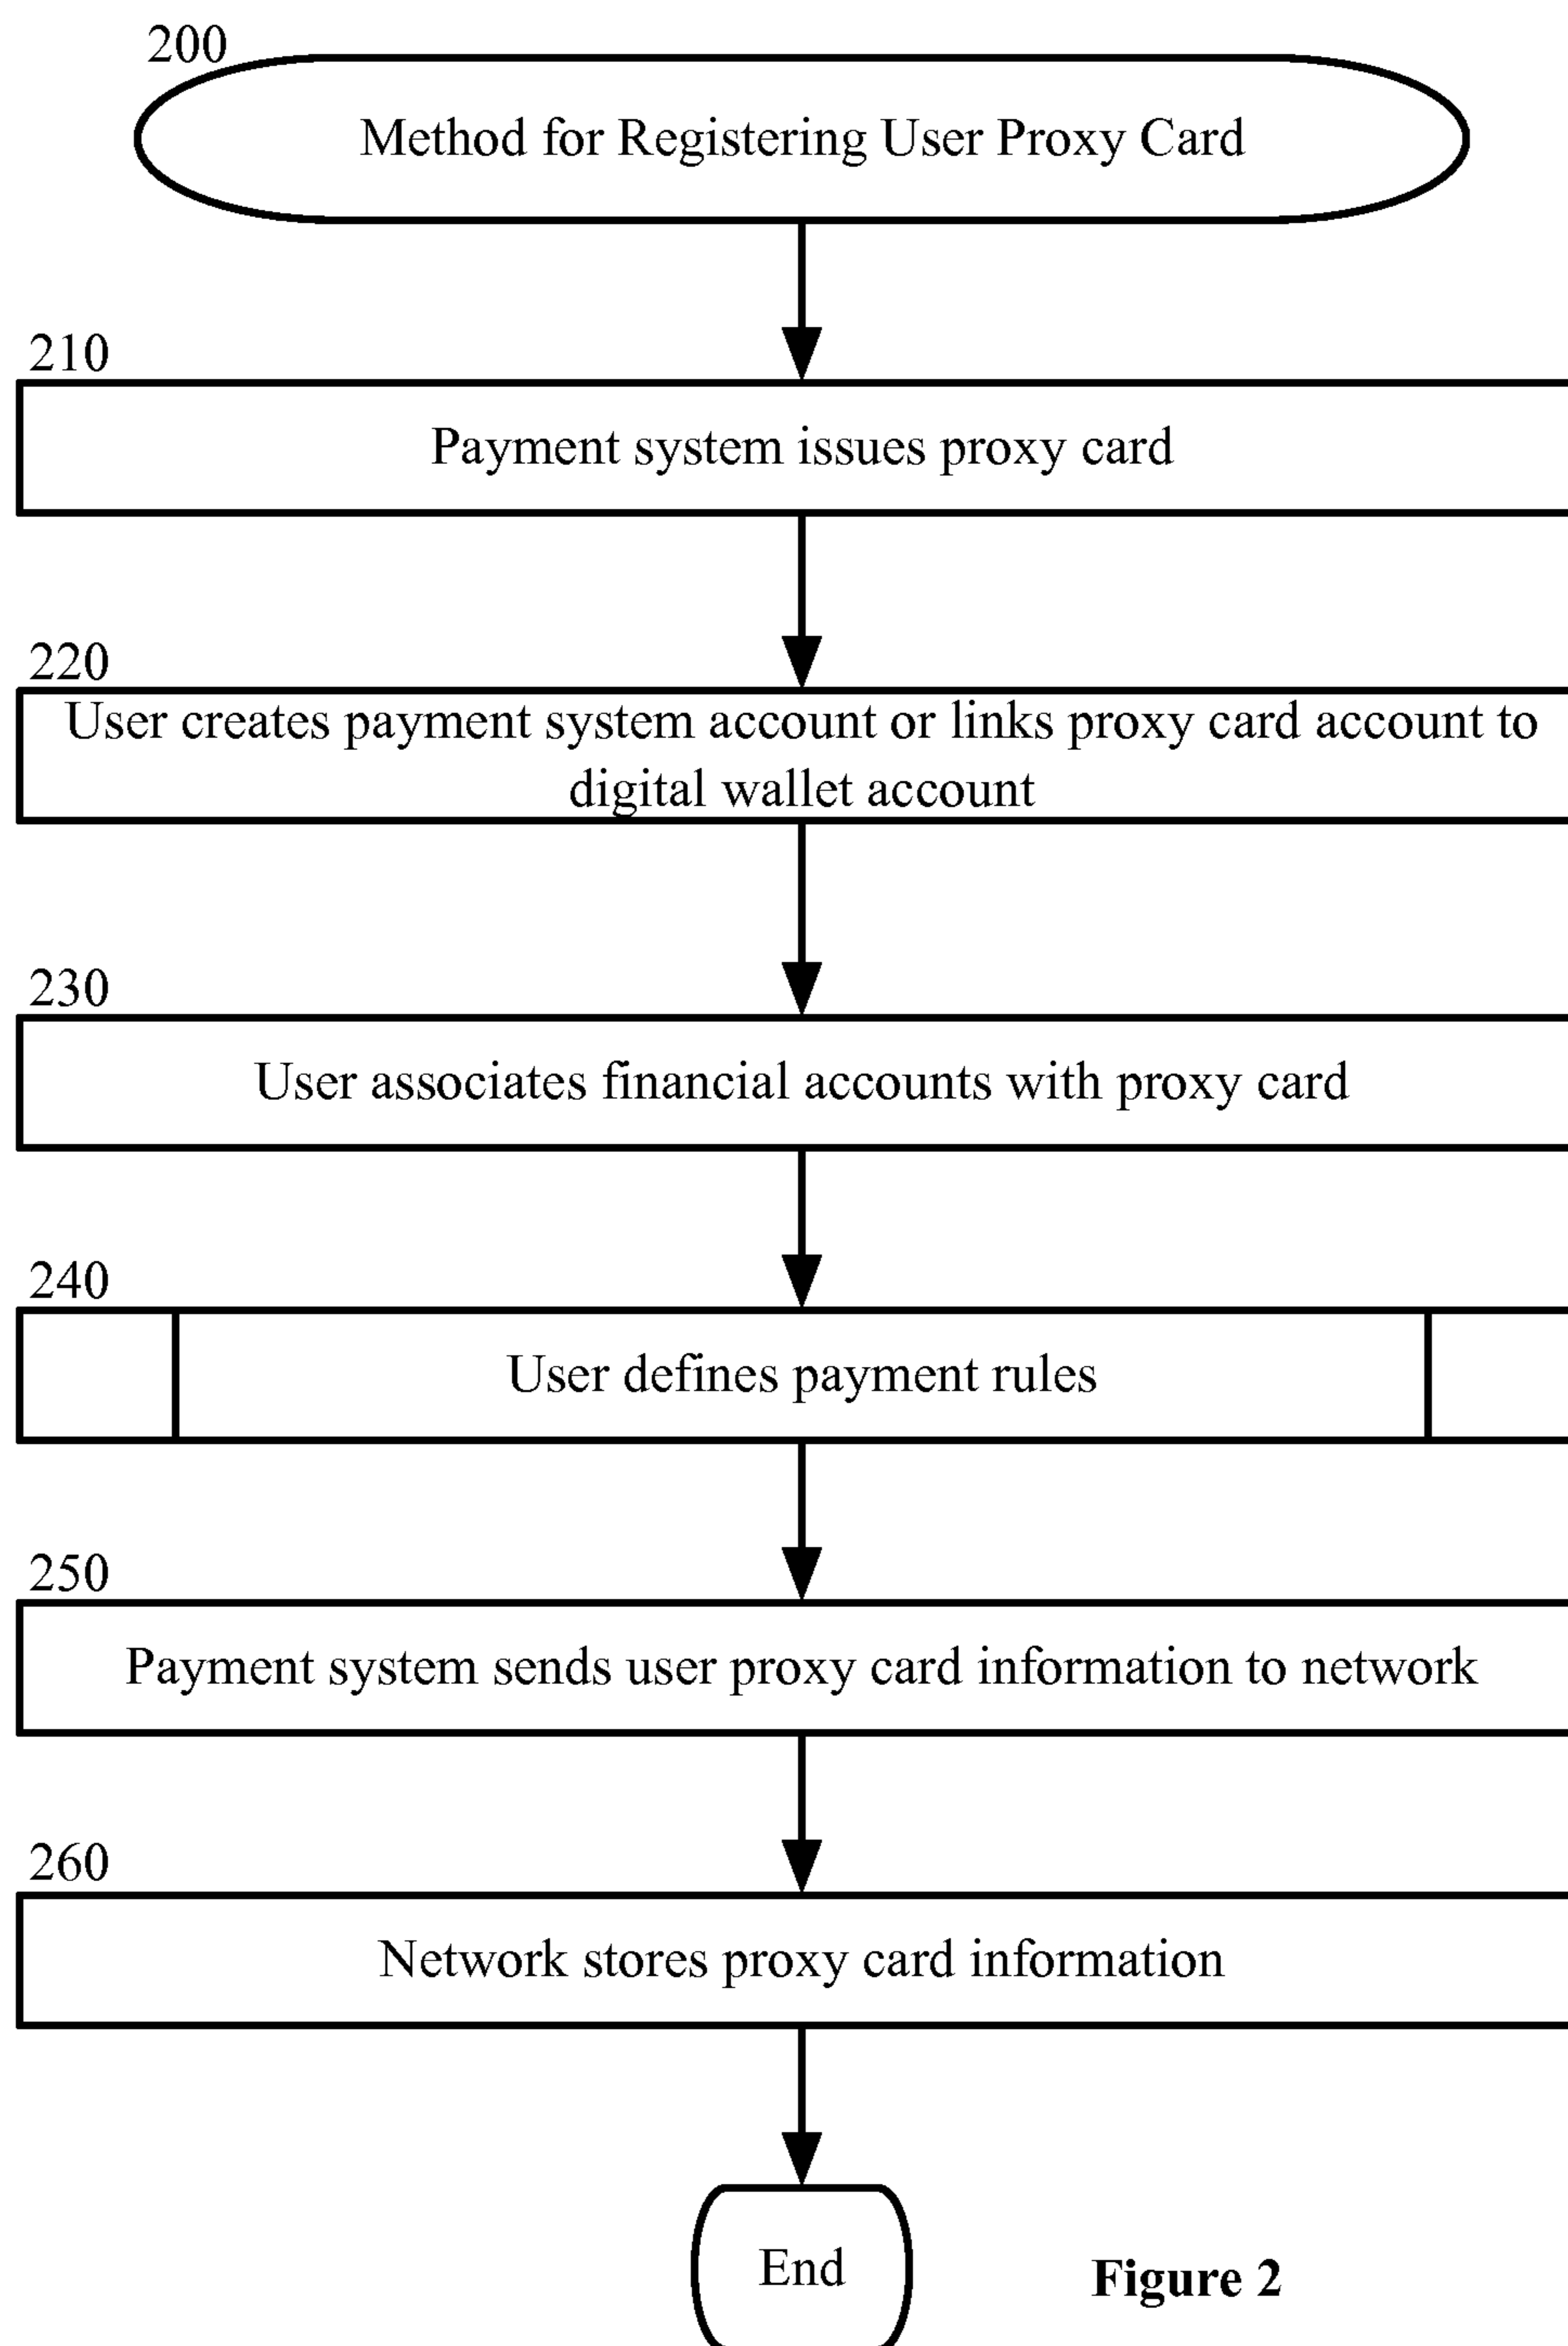 200
Method for Registering User Proxy Card
210
Payment system issues proxy card
220
User creates payment system account or links proxy card account to
digital wallet account
230
User associates financial accounts with proxy card
240
User defines payment rules
250
Payment system sends user proxy card information to network
260
Network stores proxy card information
End
Figure 2